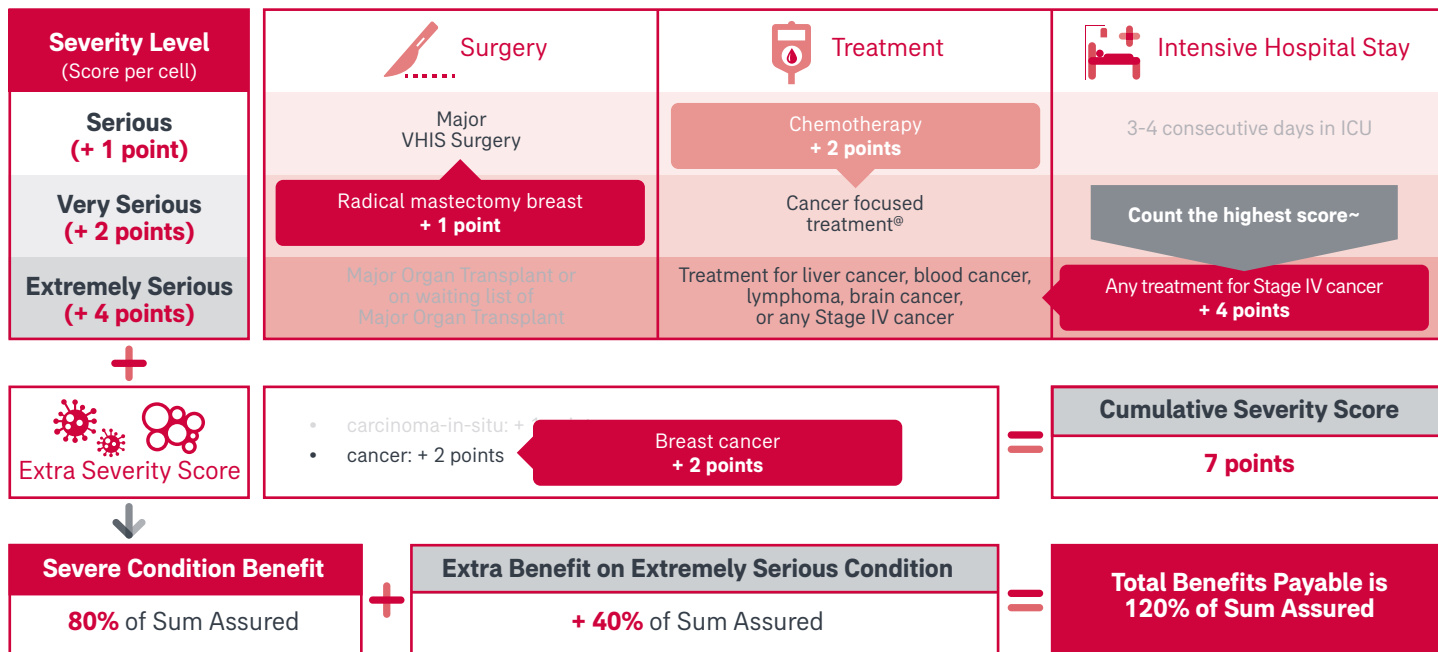 Severity Level
(Score per cell)
Surgery
Treatment
Intensive Hospital Stay
Serious
(+ 1 point)
Major
VHIS Surgery
Chemotherapy
+ 2 points
3-4 consecutive days in ICU
Very Serious
(+ 2 points)
Radical mastectomy breast
+ 1 point
Cancer focused
treatment@
Count the highest score~
Extremely Serious
(+ 4 points)
Major Organ Transplant or
on waiting list of
Major Organ Transplant
Treatment for liver cancer, blood cancer,
lymphoma, brain cancer,
or any Stage IV cancer
Any treatment for Stage IV cancer
+ 4 points
Extra Severity Score
• carcinoma-in-situ: +
• cancer: + 2 points
Breast cancer
+ 2 points
Cumulative Severity Score
7 points
Severe Condition Benefit
80% of Sum Assured
Extra Benefit on Extremely Serious Condition
+ 40% of Sum Assured
Total Benefits Payable is
120% of Sum Assured